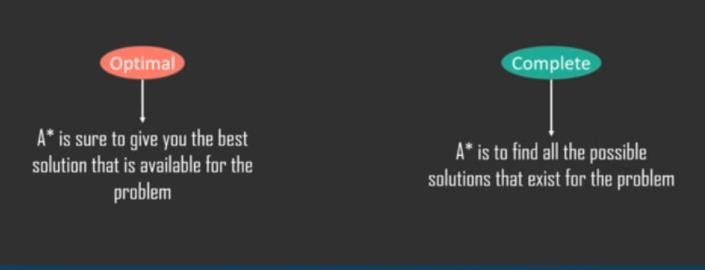 Optimal
A* is sure to give you the best
solution that is available for the
problem
Complete
A* is to find all the possible
solutions that exist for the problem